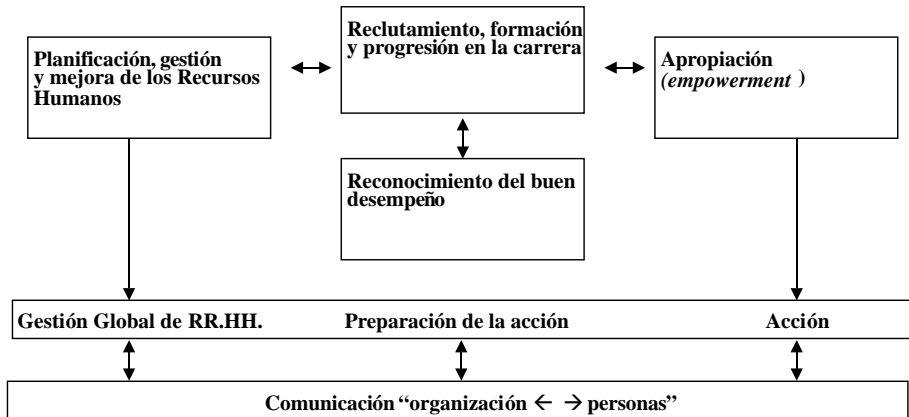 Planificación, gestión
y mejora de los Recursos
Humanos
Reclutamiento, formación
y progresión en la carrera
Apropiación
(empowerment )
Reconocimiento del buen
desempeño
Gestión Global de RR.HH.
Preparación de la acción
Acción
Comunicación “organización ← → personas”